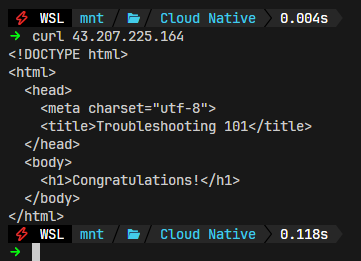 WSL mnt Cloud Native 0.004s
→ curl 43.207.225.164
<!DOCTYPE html>
<html>
  <head>
    <meta charset="utf-8">
    <title>Troubleshooting 101</title>
  </head>
  <body>
    <h1>Congratulations!</h1>
  </body>
</html>
WSL mnt Cloud Native 0.118s
→